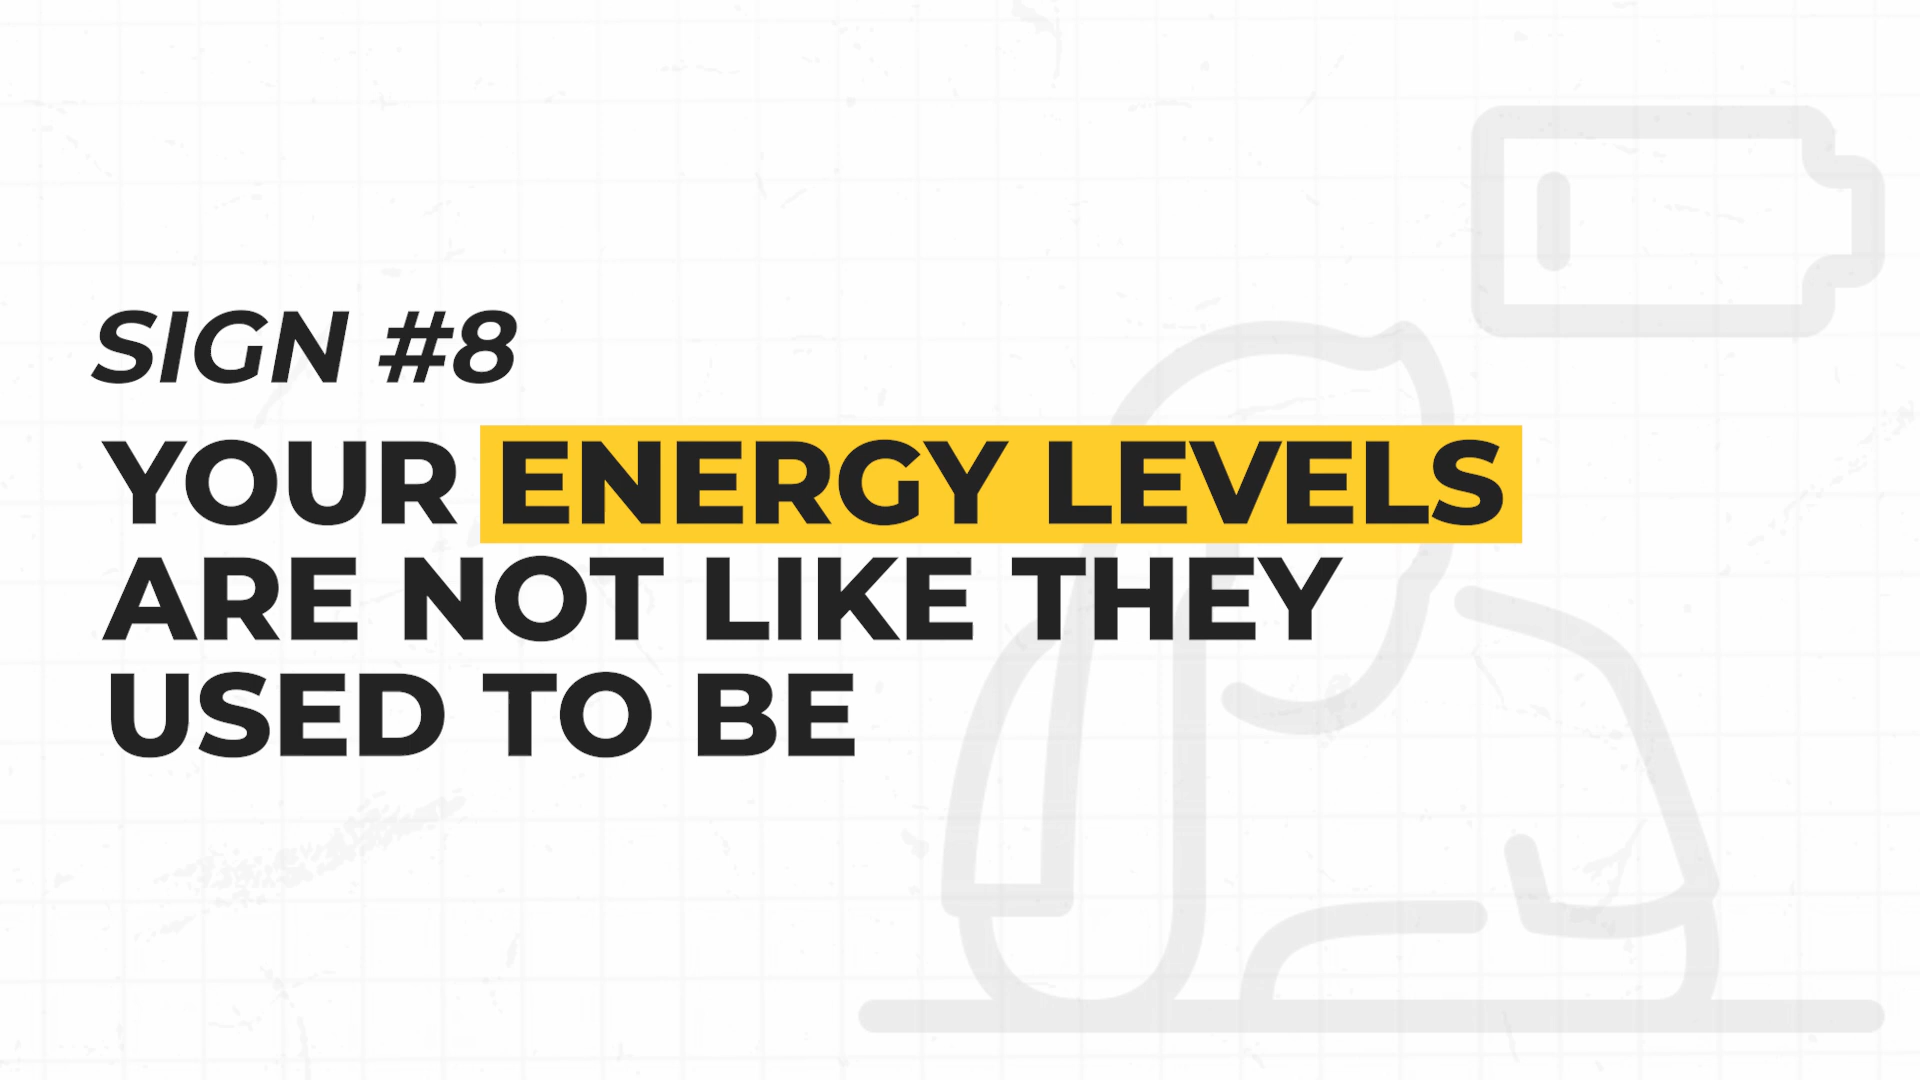 SIGN #8
YOUR ENERGY LEVELS
ARE NOT LIKE THEY
USED TO BE